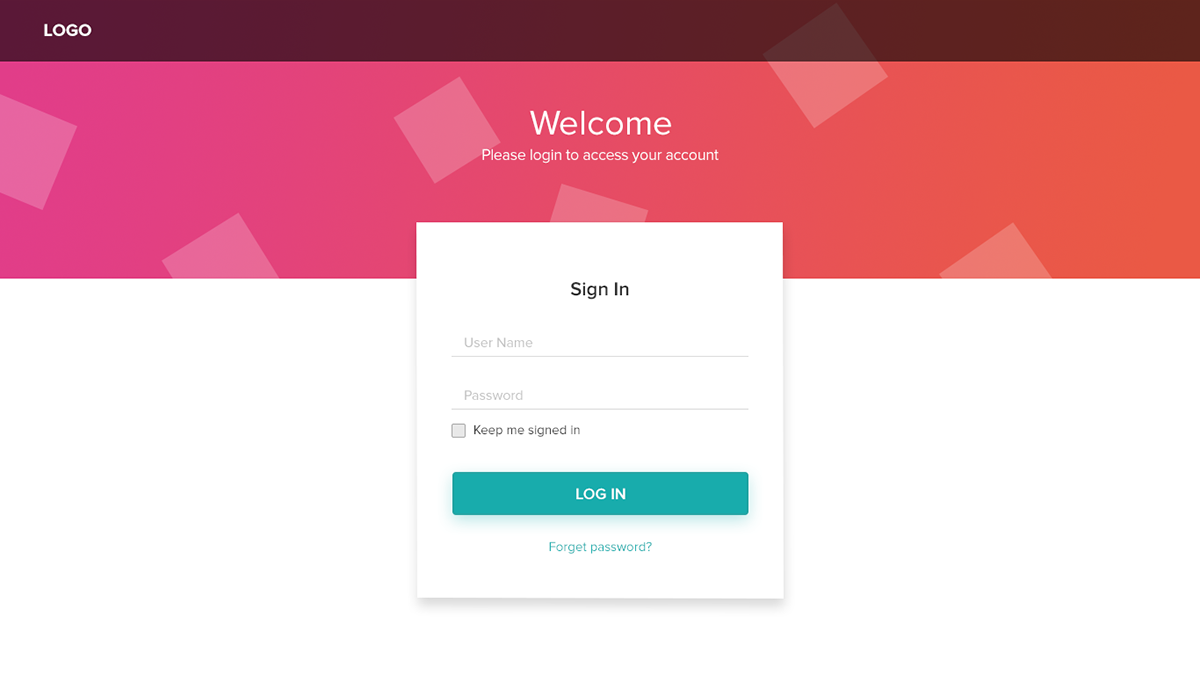 LOGO
Welcome
Please login to access your account
Sign In
User Name
Password
Keep me signed in
LOG IN
Forget password?